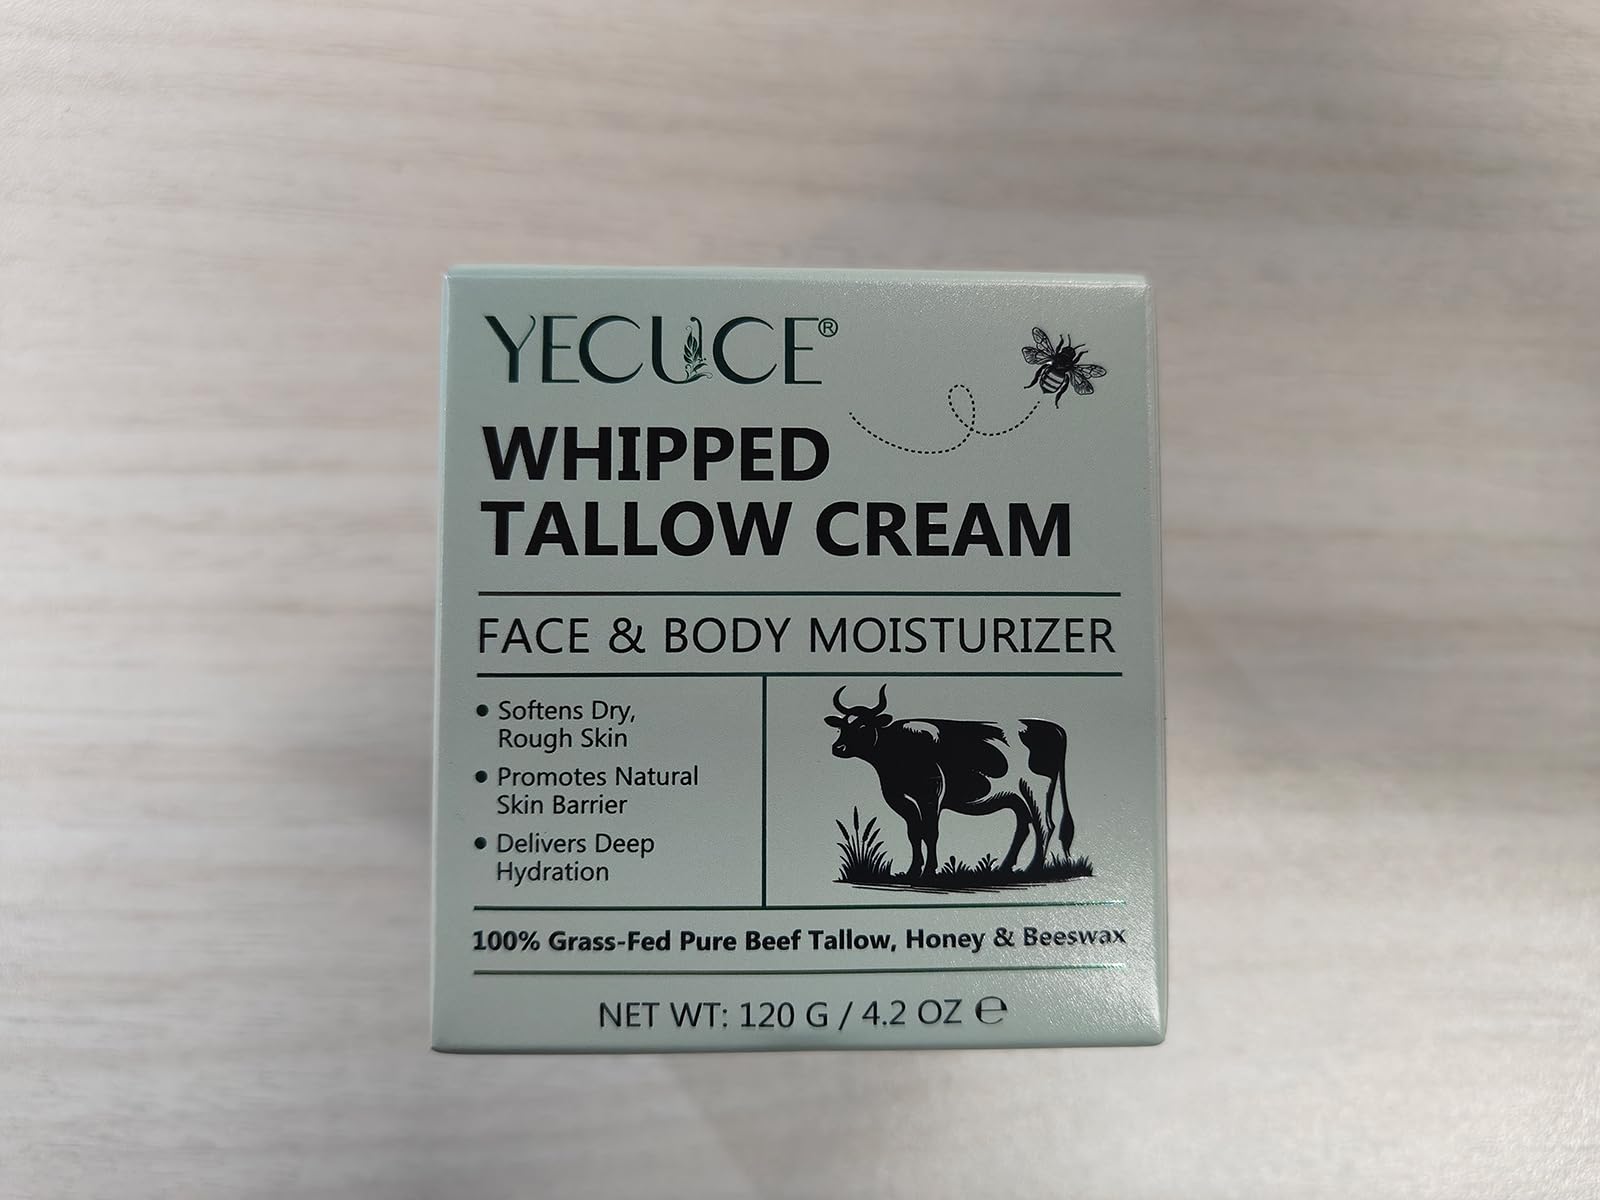 YECUCE®
WHIPPED
TALLOW CREAM
FACE & BODY MOISTURIZER
• Softens Dry,
Rough Skin
• Promotes Natural
Skin Barrier
• Delivers Deep
Hydration
100% Grass-Fed Pure Beef Tallow, Honey & Beeswax
NET WT: 120 G / 4.2 OZ ℮